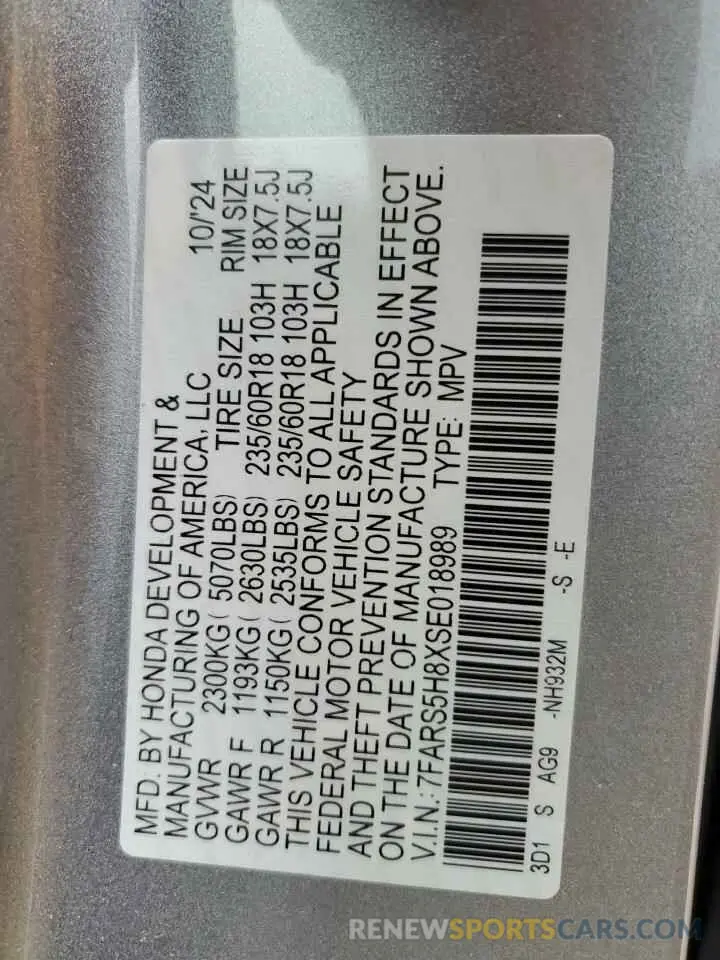 MFD. BY HONDA DEVELOPMENT &
MANUFACTURING OF AMERICA, LLC 10/'24
GVWR 2300KG( 5070LBS) TIRE SIZE RIM SIZE
GAWR F 1193KG( 2630LBS) 235/60R18 103H 18X7.5J
GAWR R 1150KG( 2535LBS) 235/60R18 103H 18X7.5J
THIS VEHICLE CONFORMS TO ALL APPLICABLE
FEDERAL MOTOR VEHICLE SAFETY
AND THEFT PREVENTION STANDARDS IN EFFECT
ON THE DATE OF MANUFACTURE SHOWN ABOVE.
V.I.N.: 7FARS5H8XSE018989 TYPE: MPV
3D1 S AG9 -NH932M -S -E
RENEWSPORTSCARS.COM